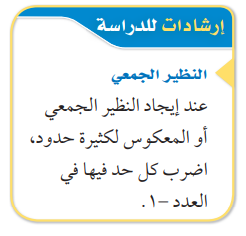 إرشادات للدراسة
النظير الجمعي
عند إيجاد النظير الجمعي
أو المعكوس لكثيرة حدود،
اضرب كل حد فيها في
العدد -١.